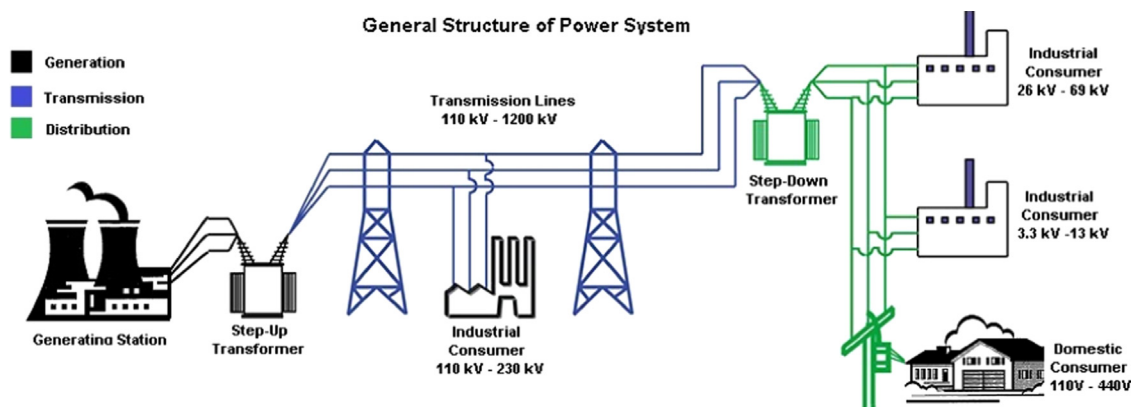 General Structure of Power System
Generation
Transmission
Distribution
Transmission Lines
110 kV - 1200 kV
Industrial
Consumer
26 kV - 69 kV
Step-Down
Transformer
Industrial
Consumer
3.3 kV -13 kV
Generating Station
Step-Up
Transformer
Industrial
Consumer
110 kV - 230 kV
Domestic
Consumer
110V - 440V